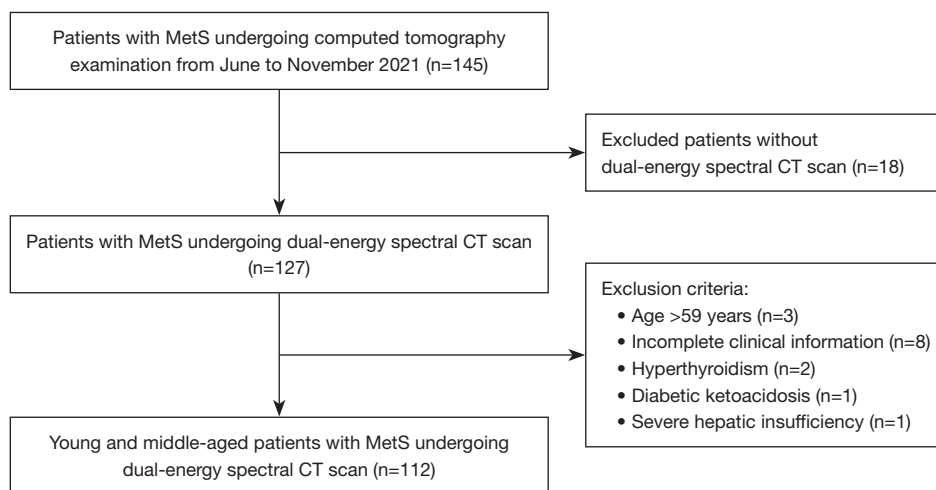 Patients with MetS undergoing computed tomography
examination from June to November 2021 (n=145)
Excluded patients without
dual-energy spectral CT scan (n=18)
Patients with MetS undergoing dual-energy spectral CT scan
(n=127)
Exclusion criteria:
• Age >59 years (n=3)
• Incomplete clinical information (n=8)
• Hyperthyroidism (n=2)
• Diabetic ketoacidosis (n=1)
• Severe hepatic insufficiency (n=1)
Young and middle-aged patients with MetS undergoing
dual-energy spectral CT scan (n=112)